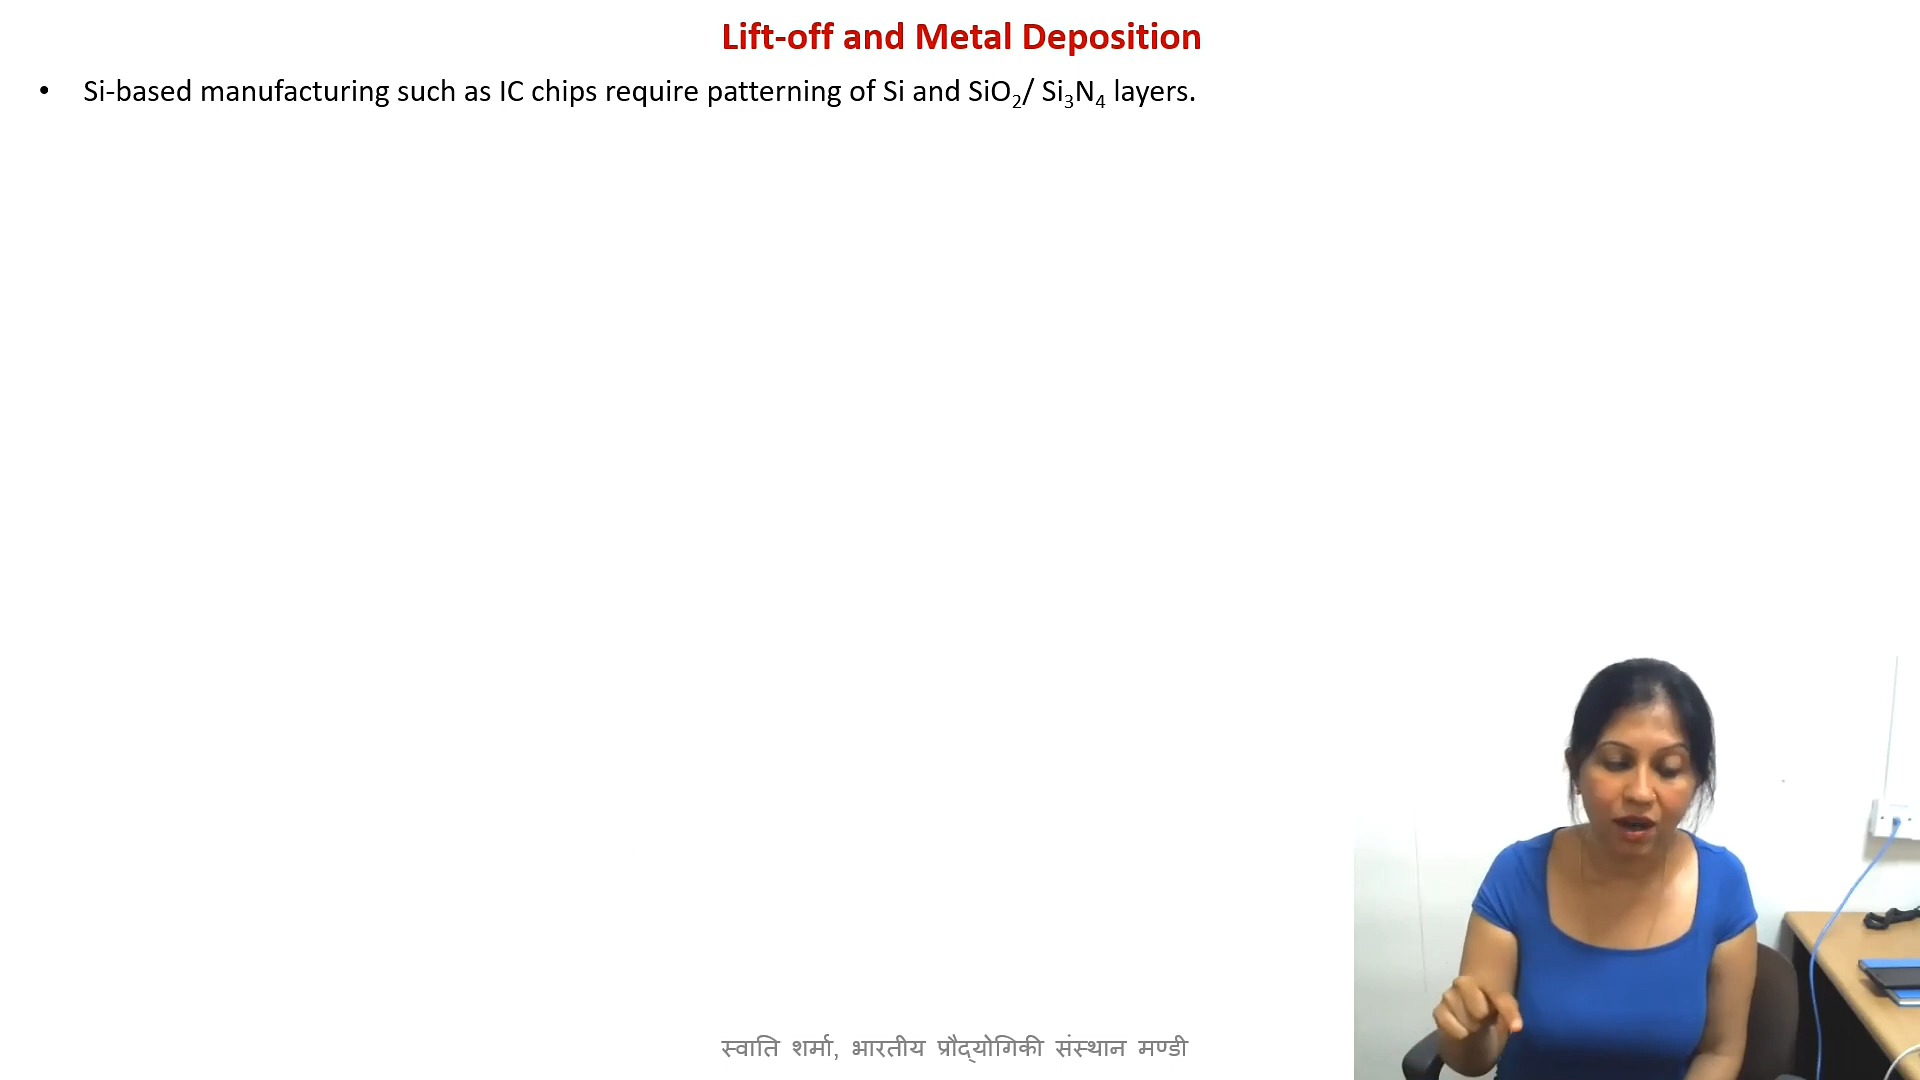 Lift-off and Metal Deposition
• Si-based manufacturing such as IC chips require patterning of Si and SiO₂/ Si₃N₄ layers.
स्वाति शर्मा, भारतीय प्रौद्योगिकी संस्थान मण्डी